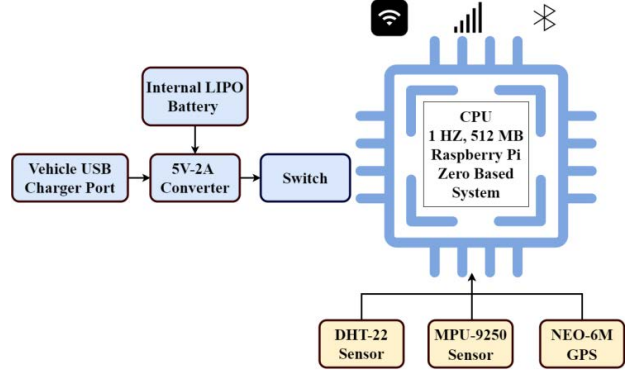 Internal LIPO
Battery
Vehicle USB
Charger Port
5V-2A
Converter
Switch
CPU
1 HZ, 512 MB
Raspberry Pi
Zero Based
System
DHT-22
Sensor
MPU-9250
Sensor
NEO-6M
GPS